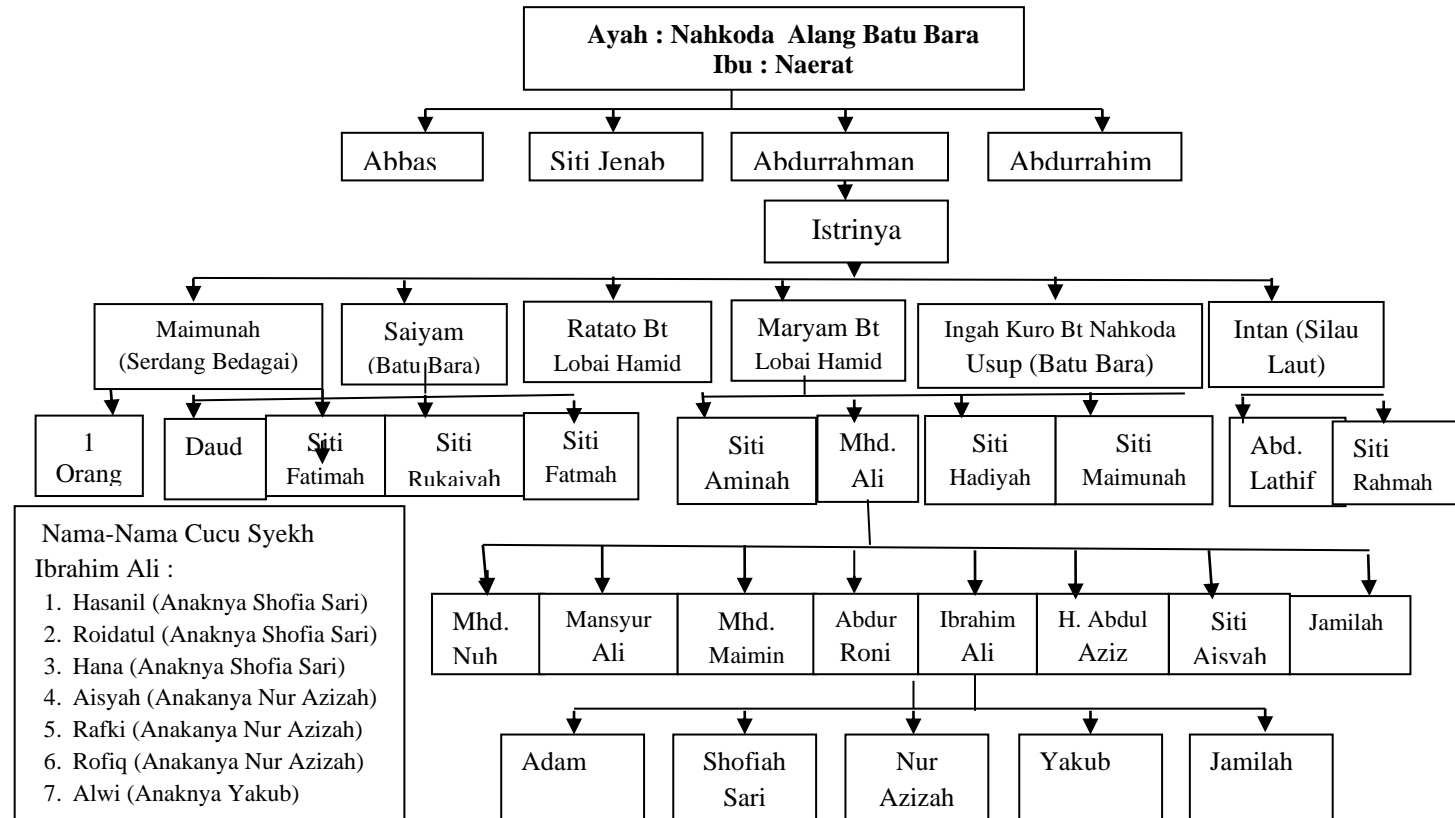 Ayah : Nahkoda Alang Batu Bara
Ibu : Naerat
Abbas
Siti Jenab
Abdurrahman
Abdurrahim
Istrinya
Maimunah
(Serdang Bedagai)
Saiyam
(Batu Bara)
Ratato Bt
Lobai Hamid
Maryam Bt
Lobai Hamid
Ingah Kuro Bt Nahkoda
Usup (Batu Bara)
Intan (Silau
Laut)
1
Orang
Daud
Siti
Fatimah
Siti
Rukaiyah
Siti
Fatmah
Siti
Aminah
Mhd.
Ali
Siti
Hadiyah
Siti
Maimunah
Abd.
Lathif
Siti
Rahmah
Nama-Nama Cucu Syekh
Ibrahim Ali :
1. Hasanil (Anaknya Shofia Sari)
2. Roidatul (Anaknya Shofia Sari)
3. Hana (Anaknya Shofia Sari)
4. Aisyah (Anakanya Nur Azizah)
5. Rafki (Anakanya Nur Azizah)
6. Rofiq (Anakanya Nur Azizah)
7. Alwi (Anaknya Yakub)
Mhd.
Nuh
Mansyur
Ali
Mhd.
Maimin
Abdur
Roni
Ibrahim
Ali
H. Abdul
Aziz
Siti
Aisyah
Jamilah
Adam
Shofiah
Sari
Nur
Azizah
Yakub
Jamilah